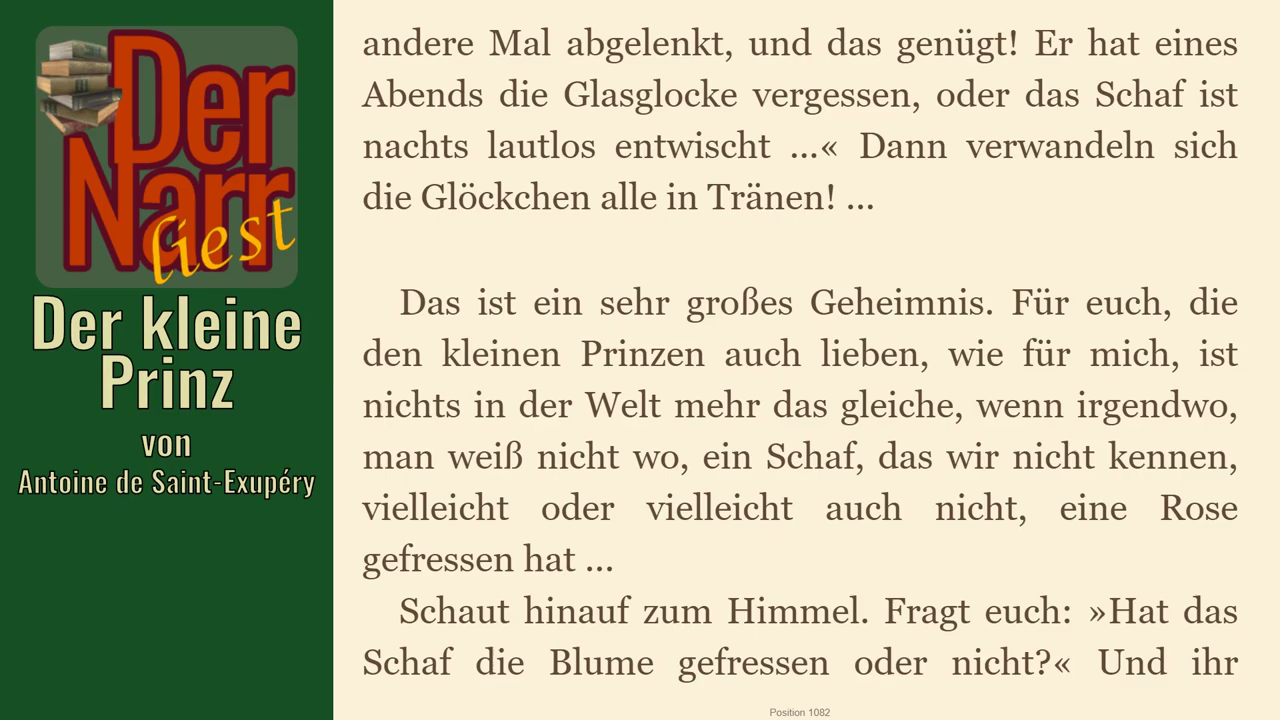 Der
Narr
liest
Der kleine
Prinz
von
Antoine de Saint-Exupéry
andere Mal abgelenkt, und das genügt! Er hat eines
Abends die Glasglocke vergessen, oder das Schaf ist
nachts lautlos entwischt ...« Dann verwandeln sich
die Glöckchen alle in Tränen! ...
Das ist ein sehr großes Geheimnis. Für euch, die
den kleinen Prinzen auch lieben, wie für mich, ist
nichts in der Welt mehr das gleiche, wenn irgendwo,
man weiß nicht wo, ein Schaf, das wir nicht kennen,
vielleicht oder vielleicht auch nicht, eine Rose
gefressen hat ...
Schaut hinauf zum Himmel. Fragt euch: »Hat das
Schaf die Blume gefressen oder nicht?« Und ihr
Position 1082